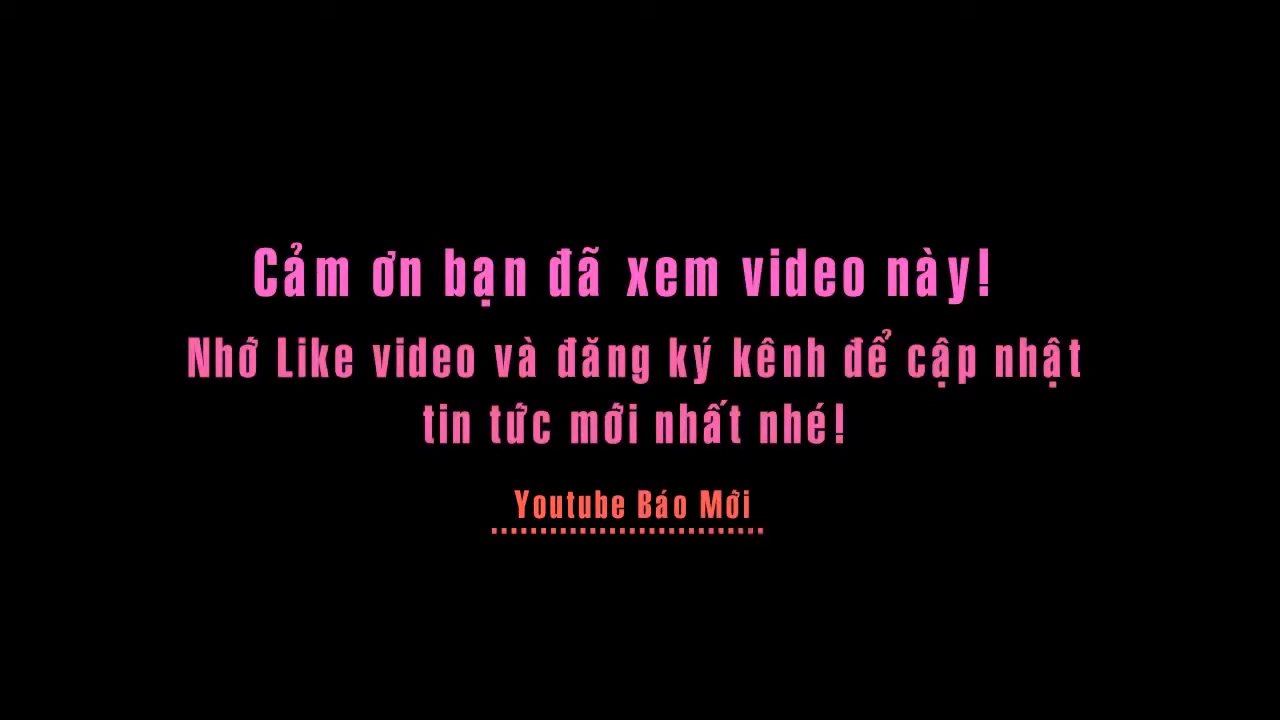 Cảm ơn bạn đã xem video này!
Nhớ Like video và đăng ký kênh để cập nhật
tin tức mới nhất nhé!
Youtube Báo Mới